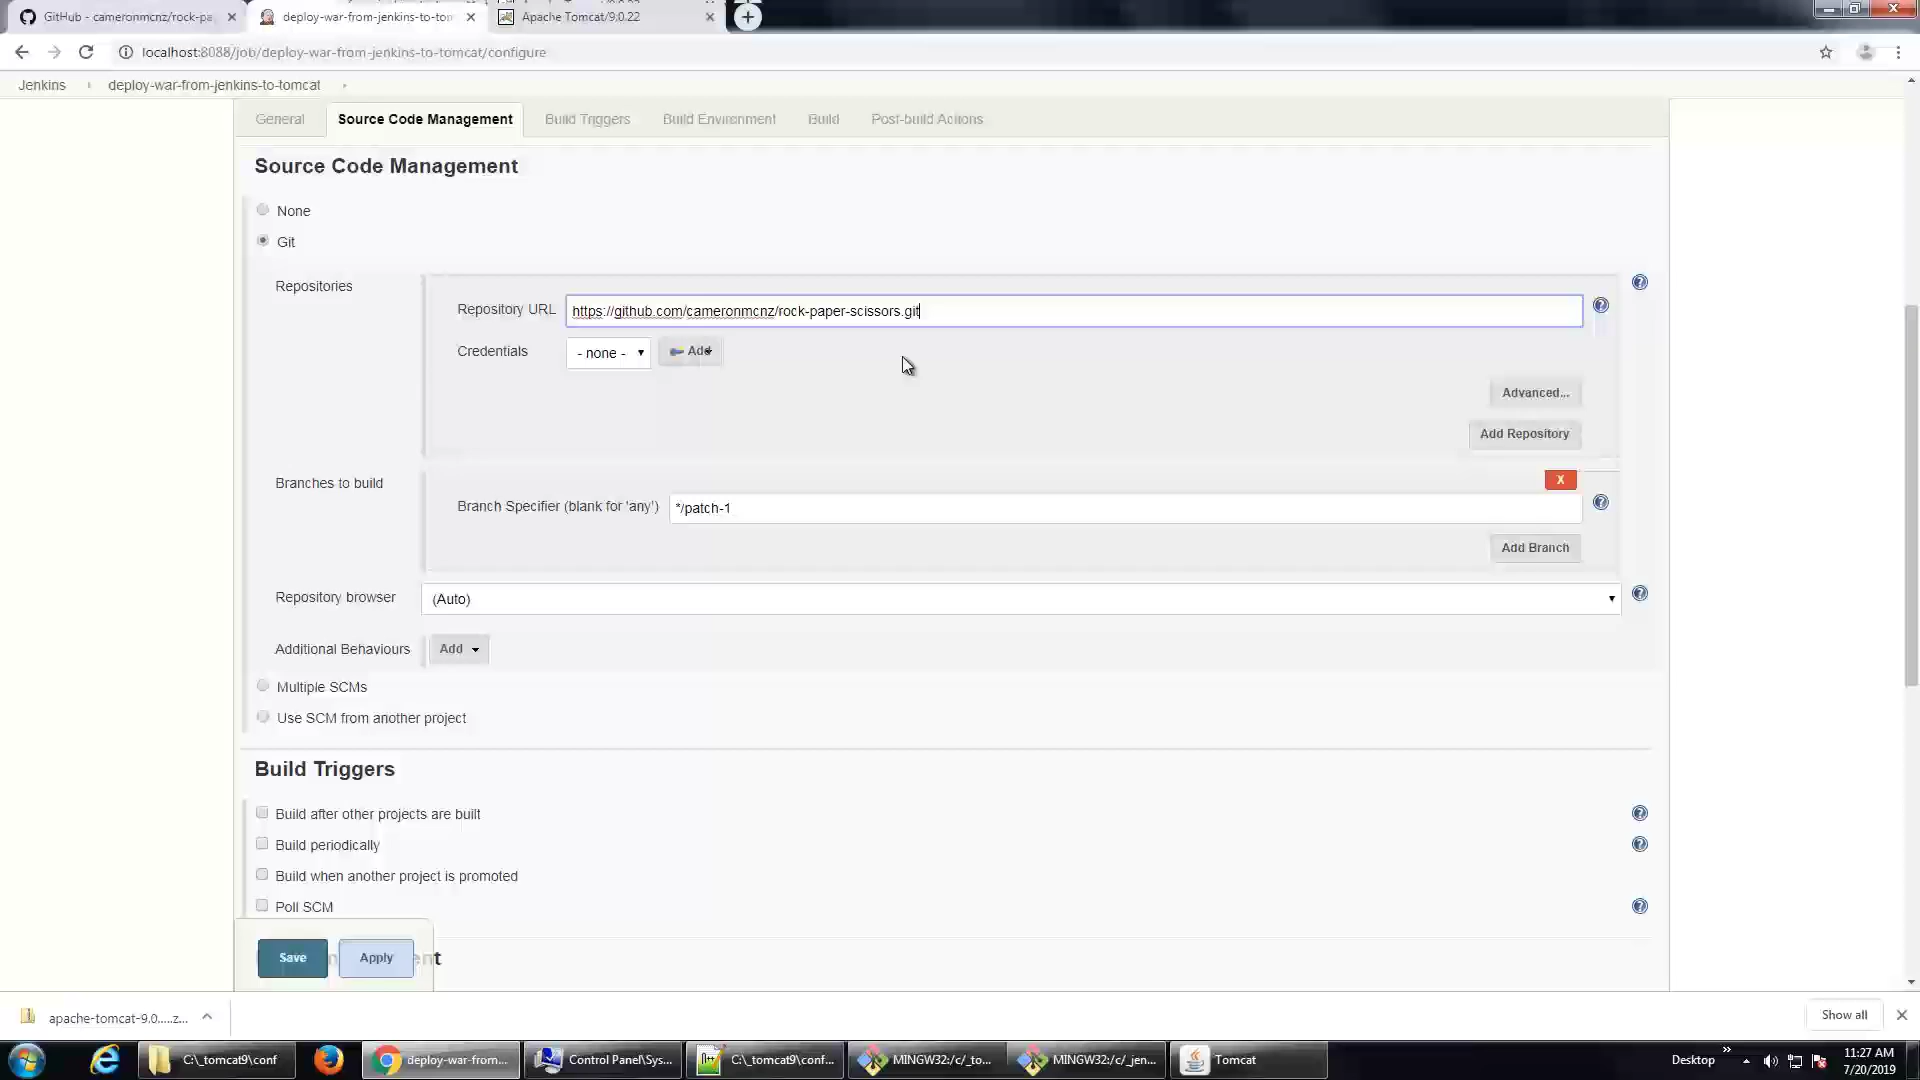 GitHub - cameronmcnz/rock-pa
deploy-war-from-jenkins-to-tom
Apache Tomcat/9.0.22
localhost:8088/job/deploy-war-from-jenkins-to-tomcat/configure
Jenkins
deploy-war-from-jenkins-to-tomcat
General
Source Code Management
Build Triggers
Build Environment
Build
Post-build Actions
Source Code Management
None
Git
Repositories
Repository URL
https://github.com/cameronmcnz/rock-paper-scissors.git
Credentials
- none -
Add
Advanced...
Add Repository
Branches to build
X
Branch Specifier (blank for 'any')
*/patch-1
Add Branch
Repository browser
(Auto)
Additional Behaviours
Add
Multiple SCMs
Use SCM from another project
Build Triggers
Build after other projects are built
Build periodically
Build when another project is promoted
Poll SCM
Save
Apply
apache-tomcat-9.0.....z...
Show all
C:\_tomcat9\conf
deploy-war-from...
Control Panel\Sys...
C:\_tomcat9\conf...
MINGW32:/c/_to...
MINGW32:/c/_jen...
Tomcat
Desktop
11:27 AM
7/20/2019